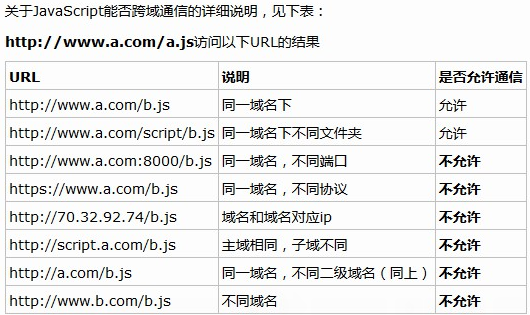 关于JavaScript能否跨域通信的详细说明，见下表：
http://www.a.com/a.js访问以下URL的结果
URL 说明 是否允许通信
http://www.a.com/b.js 同一域名下 允许
http://www.a.com/script/b.js 同一域名下不同文件夹 允许
http://www.a.com:8000/b.js 同一域名，不同端口 不允许
https://www.a.com/b.js 同一域名，不同协议 不允许
http://70.32.92.74/b.js 域名和域名对应ip 不允许
http://script.a.com/b.js 主域相同，子域不同 不允许
http://a.com/b.js 同一域名，不同二级域名（同上） 不允许
http://www.b.com/b.js 不同域名 不允许